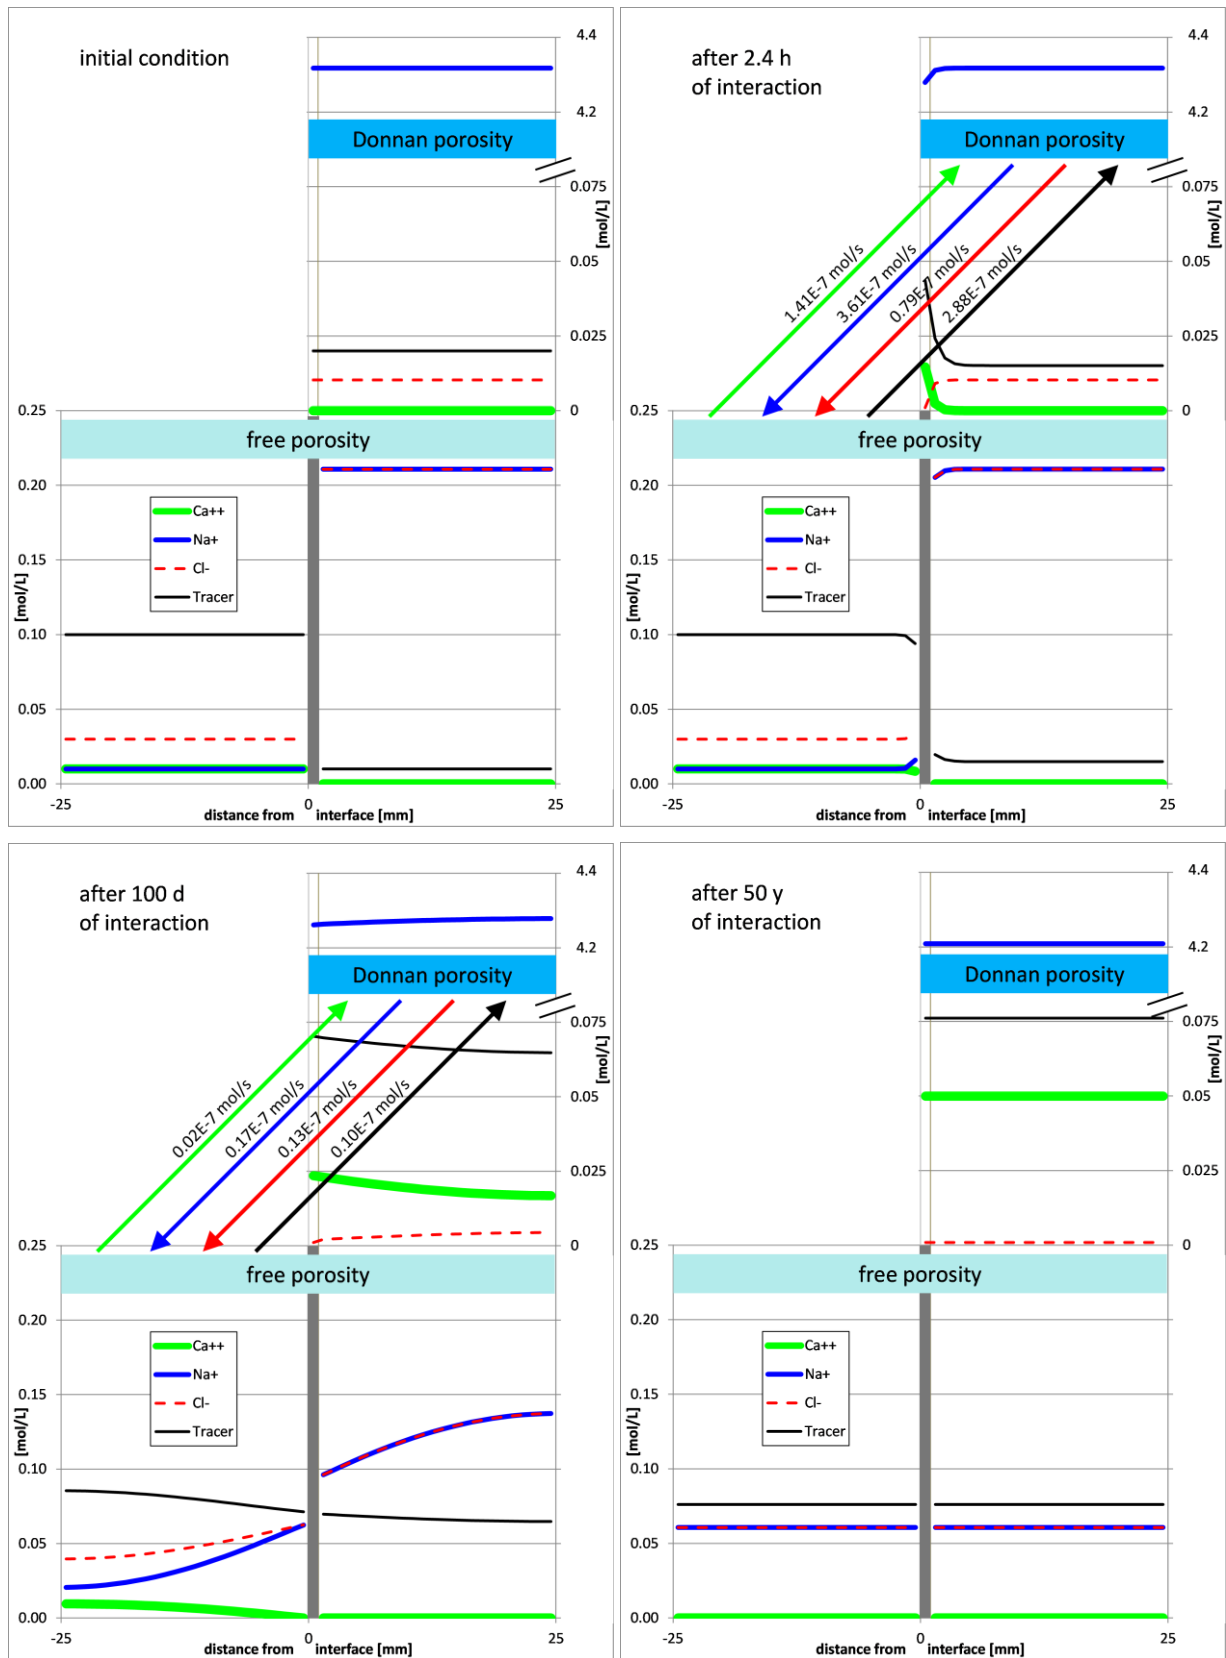 initial condition
4.4
4.2
Donnan porosity
0.075
[mol/L]
0.05
0.025
0.25
0
free porosity
0.20
Ca++
Na+
Cl-
Tracer
0.15
[mol/L]
0.10
0.05
0.00
-25
0
25
distance from
interface [mm]
after 2.4 h
of interaction
4.4
4.2
Donnan porosity
0.075
[mol/L]
0.05
1.41E-7 mol/s
3.61E-7 mol/s
0.79E-7 mol/s
2.88E-7 mol/s
0.025
0.25
0
free porosity
0.20
Ca++
Na+
Cl-
Tracer
0.15
[mol/L]
0.10
0.05
0.00
-25
0
25
distance from
interface [mm]
after 100 d
of interaction
4.4
4.2
Donnan porosity
0.075
[mol/L]
0.05
0.02E-7 mol/s
0.17E-7 mol/s
0.13E-7 mol/s
0.10E-7 mol/s
0.025
0.25
0
free porosity
0.20
Ca++
Na+
Cl-
Tracer
0.15
[mol/L]
0.10
0.05
0.00
-25
0
25
distance from
interface [mm]
after 50 y
of interaction
4.4
4.2
Donnan porosity
0.075
[mol/L]
0.05
0.025
0.25
0
free porosity
0.20
Ca++
Na+
Cl-
Tracer
0.15
[mol/L]
0.10
0.05
0.00
-25
0
25
distance from
interface [mm]